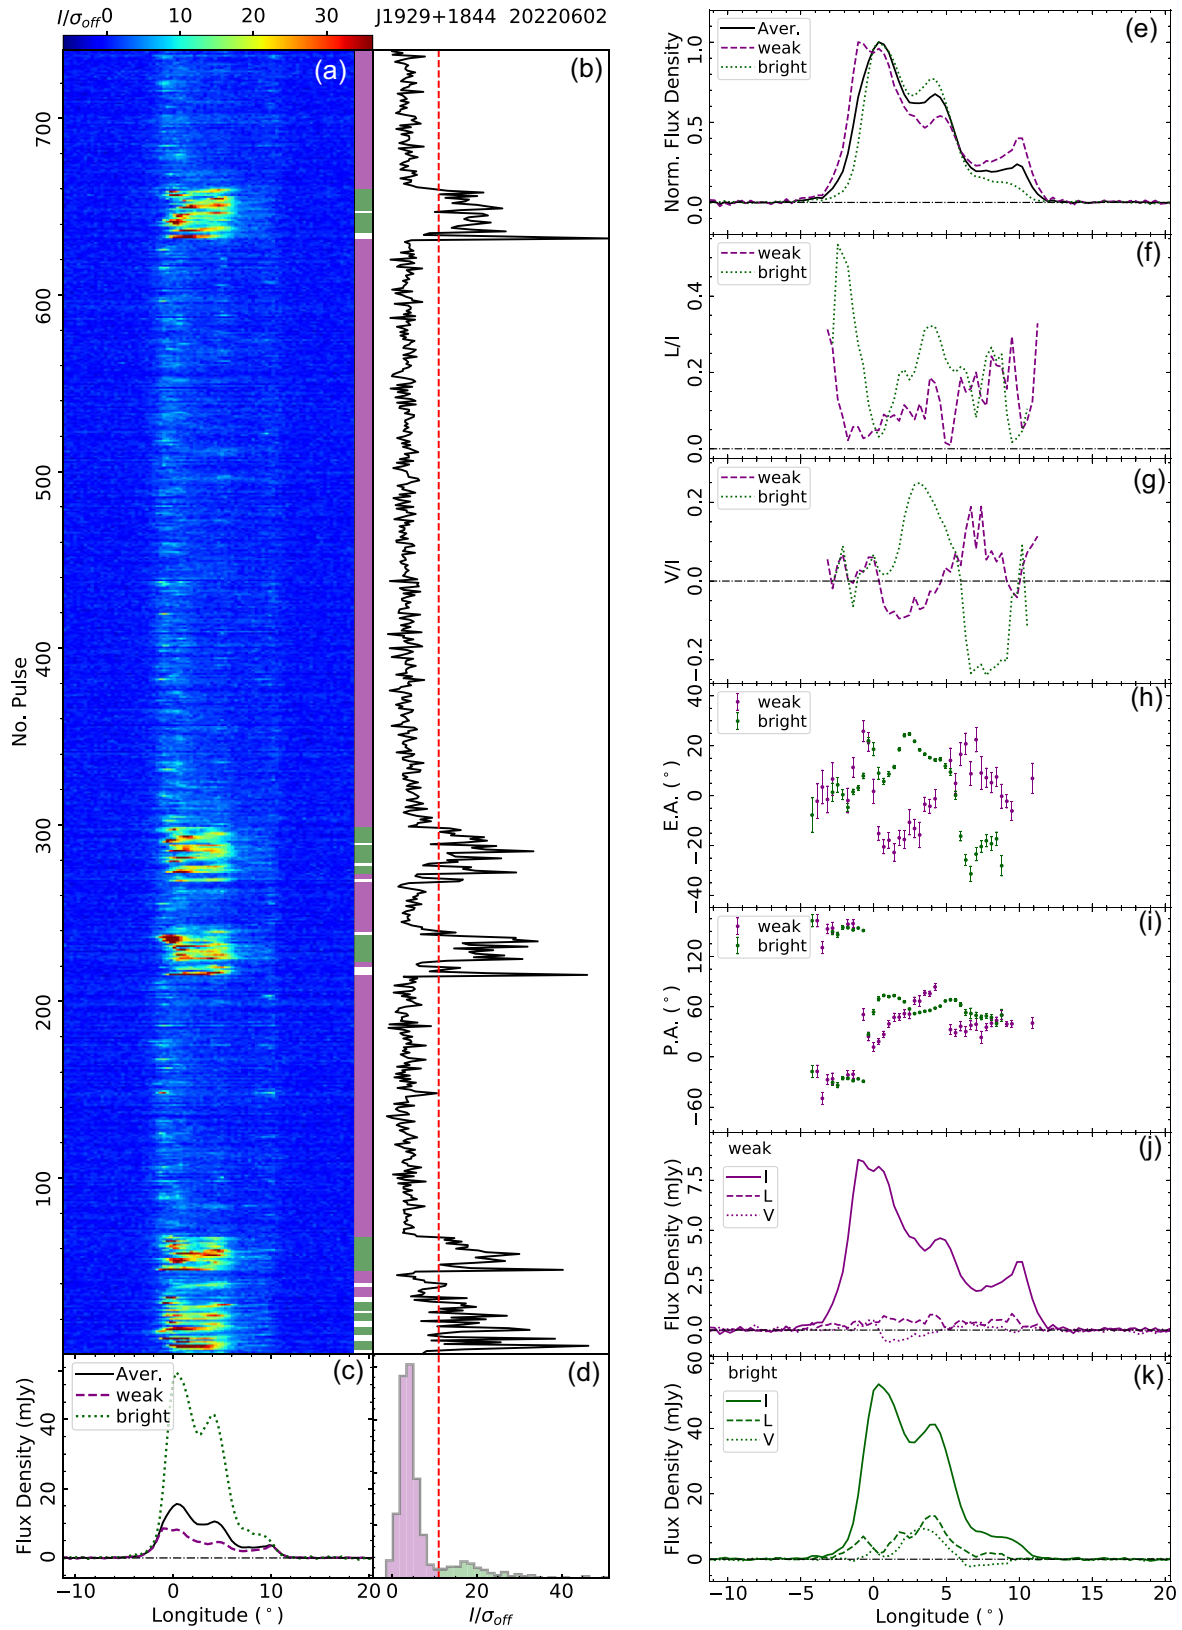 I/σoff 0 10 20 30
J1929+1844 20220602
(a)
(b)
No. Pulse
700
600
500
400
300
200
100
(c)
Aver.
weak
bright
Flux Density (mJy)
40
20
0
−10 0 10 20
Longitude (°)
(d)
0 20 40
I/σoff
(e)
Aver.
weak
bright
Norm. Flux Density
1.0
0.5
0.0
(f)
weak
bright
L/I
0.4
0.2
0.0
(g)
weak
bright
V/I
0.2
0.0
−0.2
(h)
weak
bright
E.A. (°)
40
20
0
−20
−40
(i)
weak
bright
P.A. (°)
120
60
0
−60
(j)
weak
I
L
V
Flux Density (mJy)
7.5
5.0
2.5
0.0
(k)
bright
I
L
V
Flux Density (mJy)
60
40
20
0
−10 −5 0 5 10 15 20
Longitude (°)